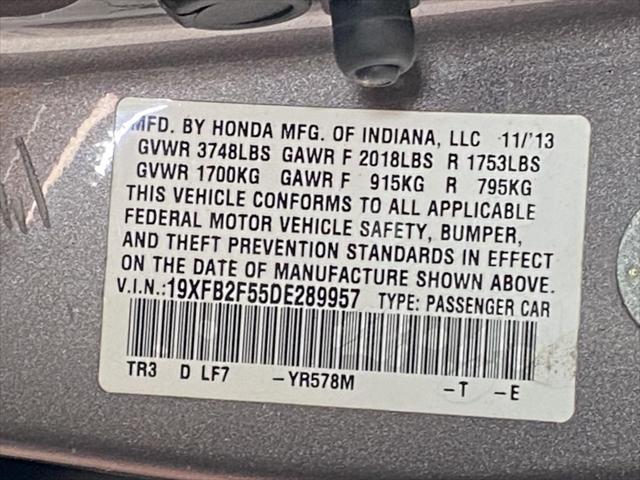 MFD. BY HONDA MFG. OF INDIANA, LLC 11/'13
GVWR 3748LBS GAWR F 2018LBS R 1753LBS
GVWR 1700KG GAWR F 915KG R 795KG
THIS VEHICLE CONFORMS TO ALL APPLICABLE
FEDERAL MOTOR VEHICLE SAFETY, BUMPER,
AND THEFT PREVENTION STANDARDS IN EFFECT
ON THE DATE OF MANUFACTURE SHOWN ABOVE.
V.I.N.:19XFB2F55DE289957 TYPE: PASSENGER CAR
TR3 D LF7 -YR578M -T -E